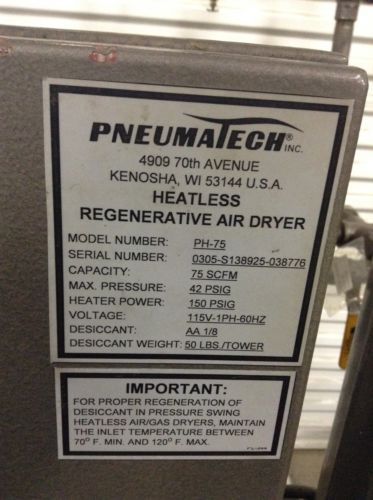 PNEUMATECH® INC.
4909 70th AVENUE
KENOSHA, WI 53144 U.S.A.
HEATLESS
REGENERATIVE AIR DRYER
MODEL NUMBER: PH-75
SERIAL NUMBER: 0305-S138925-038776
CAPACITY: 75 SCFM
MAX. PRESSURE: 42 PSIG
HEATER POWER: 150 PSIG
VOLTAGE: 115V-1PH-60HZ
DESICCANT: AA 1/8
DESICCANT WEIGHT: 50 LBS./TOWER
IMPORTANT:
FOR PROPER REGENERATION OF
DESICCANT IN PRESSURE SWING
HEATLESS AIR/GAS DRYERS, MAINTAIN
THE INLET TEMPERATURE BETWEEN
70° F. MIN. AND 120° F. MAX.